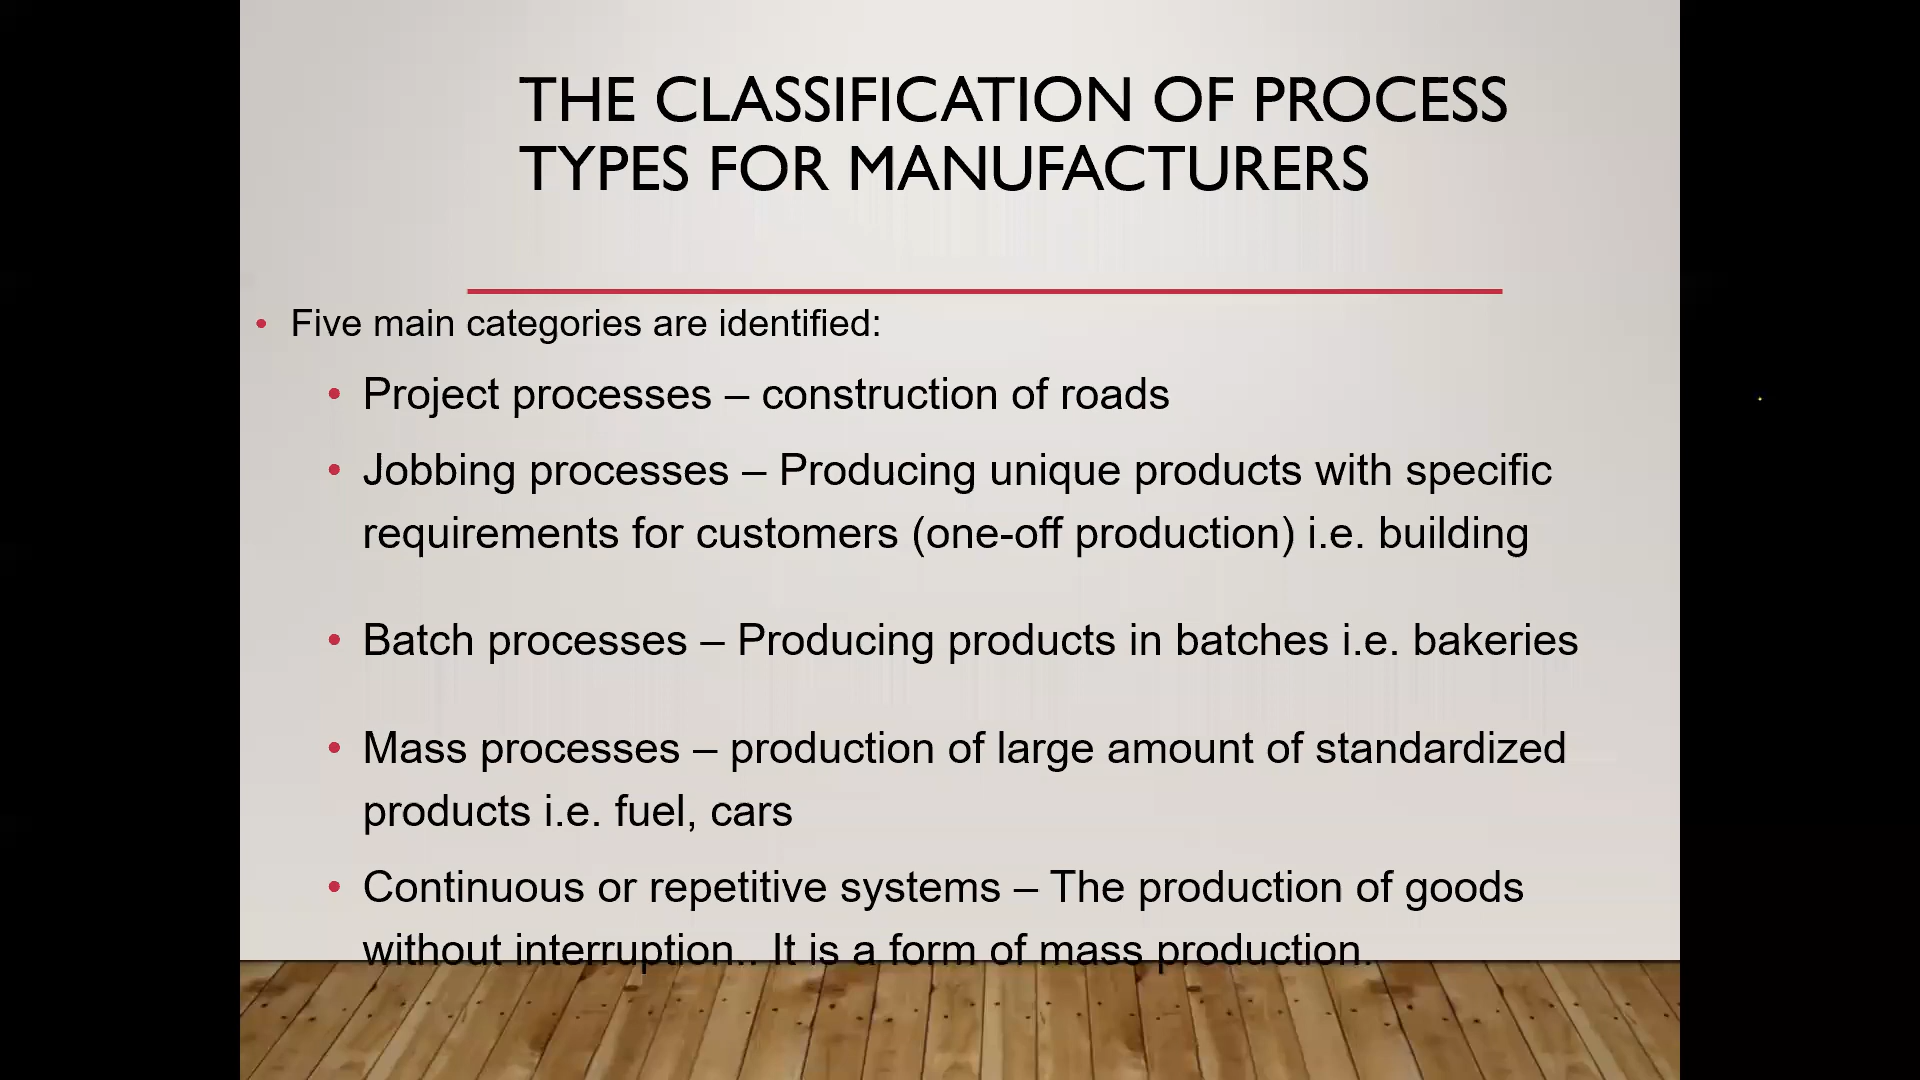 THE CLASSIFICATION OF PROCESS
TYPES FOR MANUFACTURERS
• Five main categories are identified:
• Project processes – construction of roads
• Jobbing processes – Producing unique products with specific
requirements for customers (one-off production) i.e. building
• Batch processes – Producing products in batches i.e. bakeries
• Mass processes – production of large amount of standardized
products i.e. fuel, cars
• Continuous or repetitive systems – The production of goods
without interruption.. It is a form of mass production.